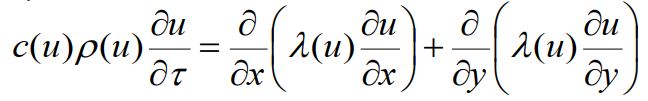 c(u)ρ(u) ∂u/∂τ = ∂/∂x (λ(u) ∂u/∂x) + ∂/∂y (λ(u) ∂u/∂y)